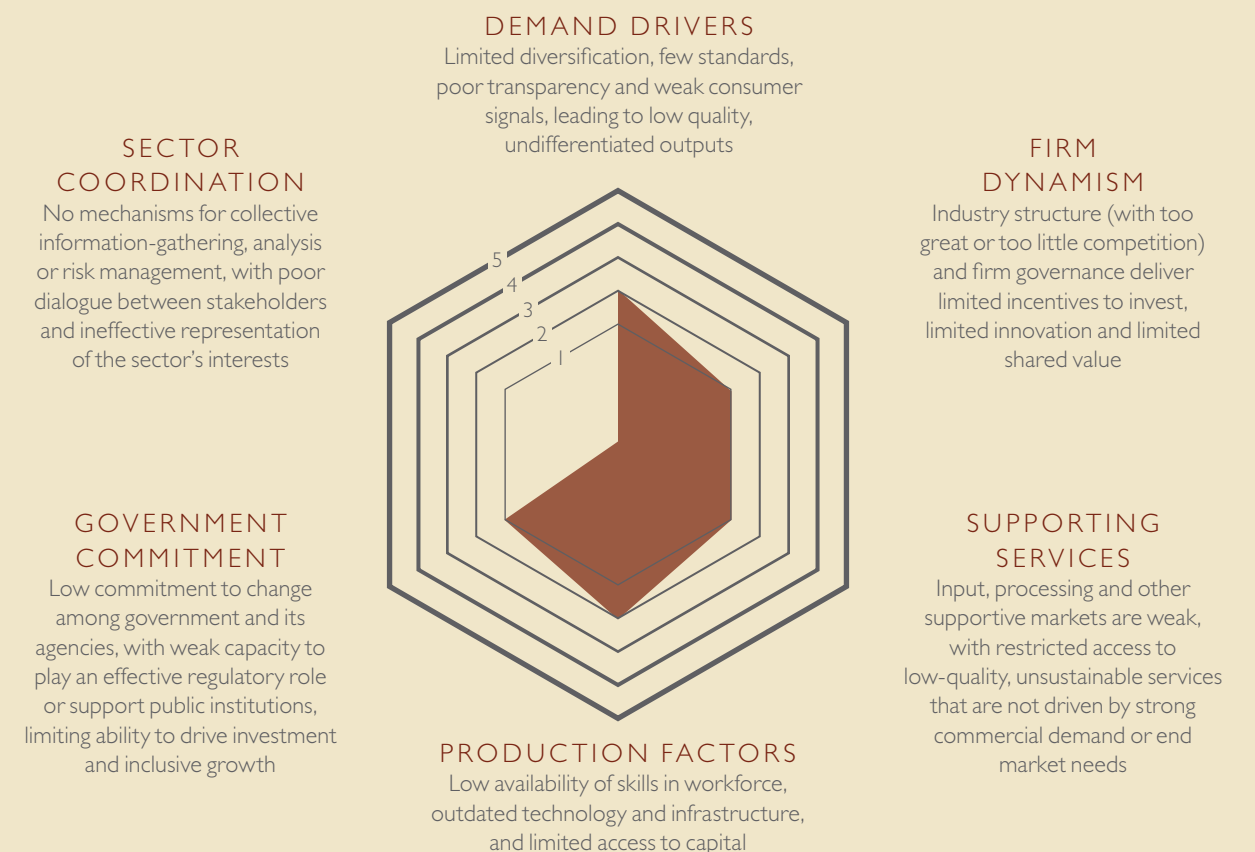 DEMAND DRIVERS
Limited diversification, few standards,
poor transparency and weak consumer
signals, leading to low quality,
undifferentiated outputs
SECTOR
COORDINATION
No mechanisms for collective
information-gathering, analysis
or risk management, with poor
dialogue between stakeholders
and ineffective representation
of the sector’s interests
FIRM
DYNAMISM
Industry structure (with too
great or too little competition)
and firm governance deliver
limited incentives to invest,
limited innovation and limited
shared value
5
4
3
2
1
GOVERNMENT
COMMITMENT
Low commitment to change
among government and its
agencies, with weak capacity to
play an effective regulatory role
or support public institutions,
limiting ability to drive investment
and inclusive growth
SUPPORTING
SERVICES
Input, processing and other
supportive markets are weak,
with restricted access to
low-quality, unsustainable services
that are not driven by strong
commercial demand or end
market needs
PRODUCTION FACTORS
Low availability of skills in workforce,
outdated technology and infrastructure,
and limited access to capital